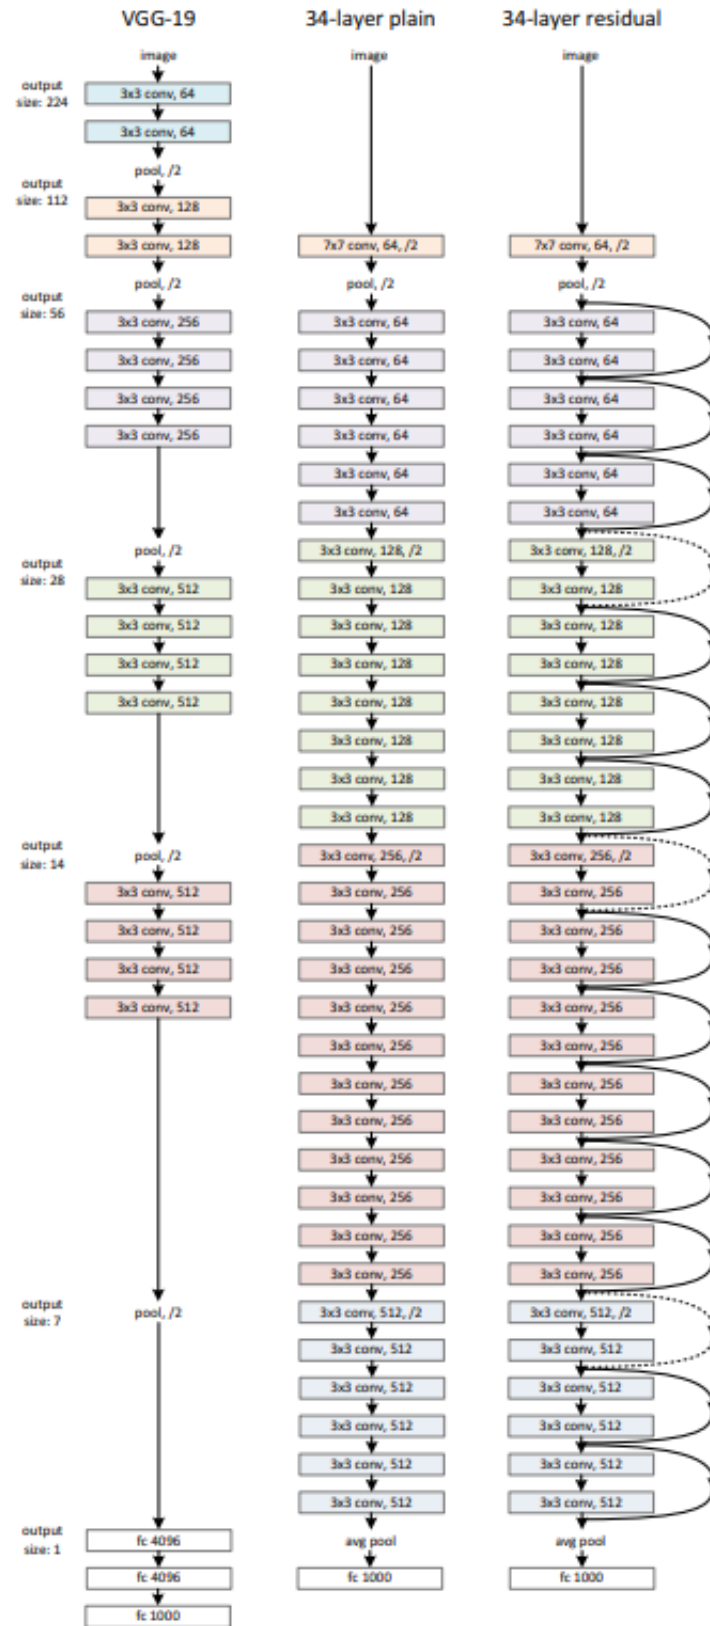 VGG-19
image
output
size: 224
3x3 conv, 64
3x3 conv, 64
pool, /2
output
size: 112
3x3 conv, 128
3x3 conv, 128
pool, /2
output
size: 56
3x3 conv, 256
3x3 conv, 256
3x3 conv, 256
3x3 conv, 256
pool, /2
output
size: 28
3x3 conv, 512
3x3 conv, 512
3x3 conv, 512
3x3 conv, 512
pool, /2
output
size: 14
3x3 conv, 512
3x3 conv, 512
3x3 conv, 512
3x3 conv, 512
output
size: 7
pool, /2
output
size: 1
fc 4096
fc 4096
fc 1000
34-layer plain
image
7x7 conv, 64, /2
pool, /2
3x3 conv, 64
3x3 conv, 64
3x3 conv, 64
3x3 conv, 64
3x3 conv, 64
3x3 conv, 64
3x3 conv, 128, /2
3x3 conv, 128
3x3 conv, 128
3x3 conv, 128
3x3 conv, 128
3x3 conv, 128
3x3 conv, 128
3x3 conv, 128
3x3 conv, 256, /2
3x3 conv, 256
3x3 conv, 256
3x3 conv, 256
3x3 conv, 256
3x3 conv, 256
3x3 conv, 256
3x3 conv, 256
3x3 conv, 256
3x3 conv, 256
3x3 conv, 256
3x3 conv, 256
3x3 conv, 512, /2
3x3 conv, 512
3x3 conv, 512
3x3 conv, 512
3x3 conv, 512
3x3 conv, 512
avg pool
fc 1000
34-layer residual
image
7x7 conv, 64, /2
pool, /2
3x3 conv, 64
3x3 conv, 64
3x3 conv, 64
3x3 conv, 64
3x3 conv, 64
3x3 conv, 64
3x3 conv, 128, /2
3x3 conv, 128
3x3 conv, 128
3x3 conv, 128
3x3 conv, 128
3x3 conv, 128
3x3 conv, 128
3x3 conv, 128
3x3 conv, 256, /2
3x3 conv, 256
3x3 conv, 256
3x3 conv, 256
3x3 conv, 256
3x3 conv, 256
3x3 conv, 256
3x3 conv, 256
3x3 conv, 256
3x3 conv, 256
3x3 conv, 256
3x3 conv, 256
3x3 conv, 512, /2
3x3 conv, 512
3x3 conv, 512
3x3 conv, 512
3x3 conv, 512
3x3 conv, 512
avg pool
fc 1000